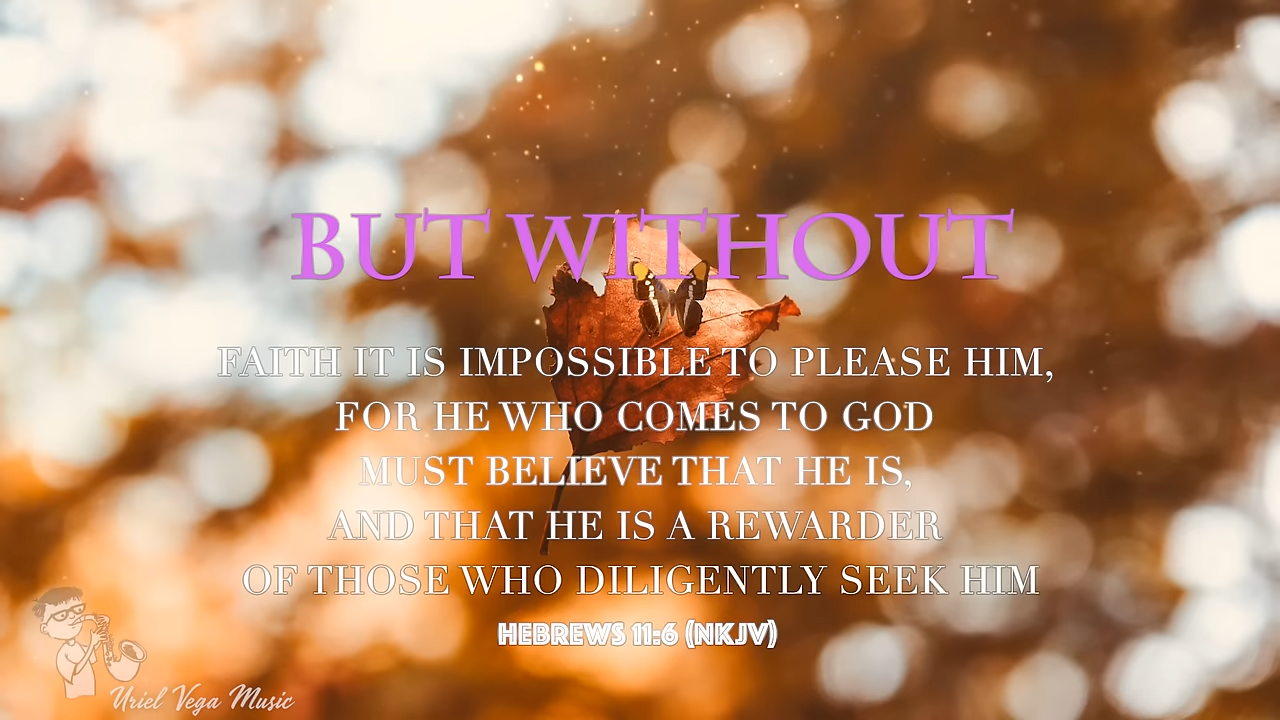 BUT WITHOUT
FAITH IT IS IMPOSSIBLE TO PLEASE HIM,
FOR HE WHO COMES TO GOD
MUST BELIEVE THAT HE IS,
AND THAT HE IS A REWARDER
OF THOSE WHO DILIGENTLY SEEK HIM
HEBREWS 11:6 (NKJV)
Uriel Vega Music